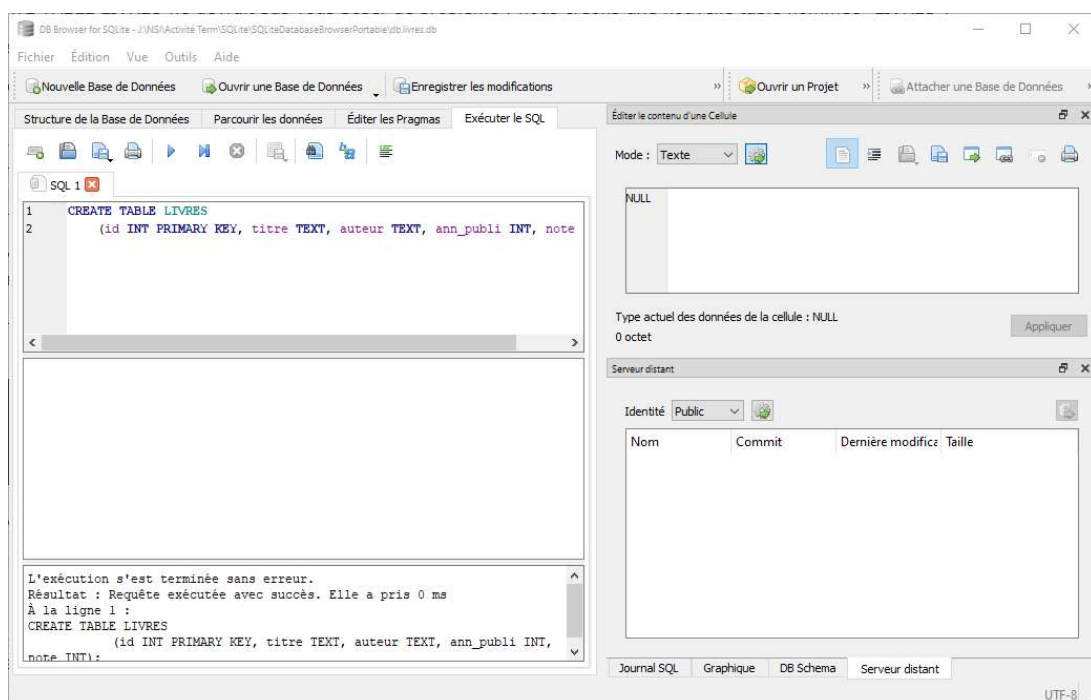 DB Browser for SQLite - J:\NSI\Activité Term\SQLite\SQLiteDatabaseBrowserPortable\db.livres.db
Fichier Édition Vue Outils Aide
Nouvelle Base de Données Ouvrir une Base de Données Enregistrer les modifications » Ouvrir un Projet » Attacher une Base de Données »
Structure de la Base de Données Parcourir les données Éditer les Pragmas Exécuter le SQL
SQL 1
1 CREATE TABLE LIVRES
2 (id INT PRIMARY KEY, titre TEXT, auteur TEXT, ann_publi INT, note
L'exécution s'est terminée sans erreur.
Résultat : Requête exécutée avec succès. Elle a pris 0 ms
À la ligne 1 :
CREATE TABLE LIVRES
(id INT PRIMARY KEY, titre TEXT, auteur TEXT, ann_publi INT,
note INT);
Éditer le contenu d'une Cellule
Mode : Texte
NULL
Type actuel des données de la cellule : NULL
0 octet
Appliquer
Serveur distant
Identité Public
Nom Commit Dernière modifica Taille
Journal SQL Graphique DB Schema Serveur distant
UTF-8